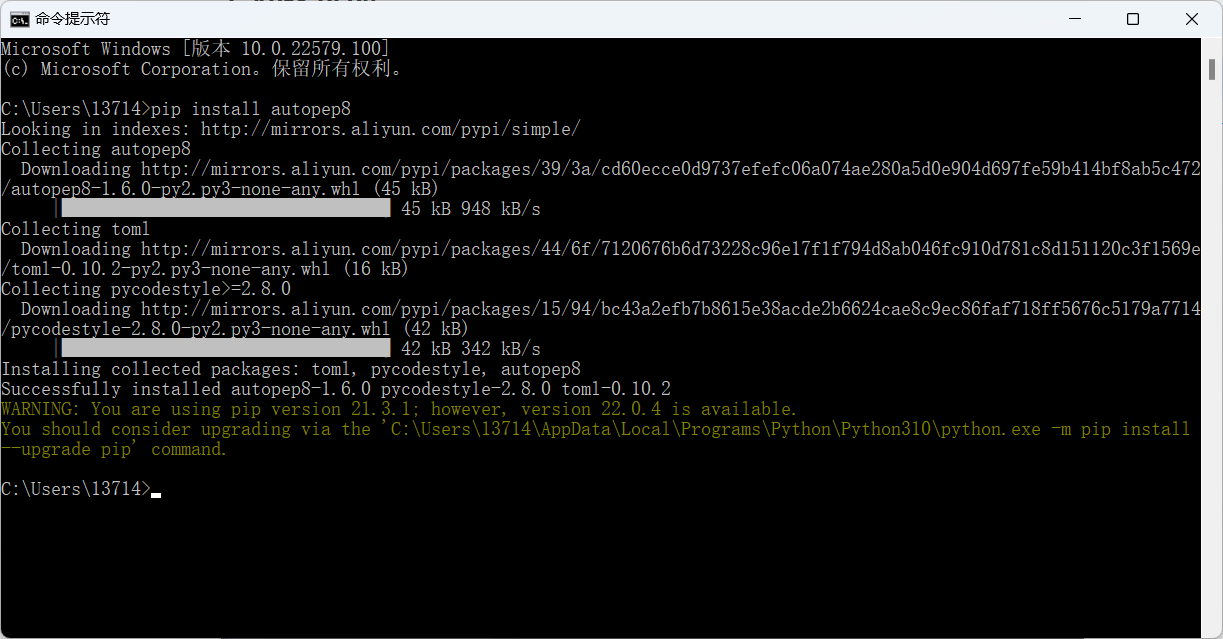 命令提示符
Microsoft Windows [版本 10.0.22579.100]
(c) Microsoft Corporation。保留所有权利。
C:\Users\13714>pip install autopep8
Looking in indexes: http://mirrors.aliyun.com/pypi/simple/
Collecting autopep8
  Downloading http://mirrors.aliyun.com/pypi/packages/39/3a/cd60ecce0d9737efefc06a074ae280a5d0e904d697fe59b414bf8ab5c472
/autopep8-1.6.0-py2.py3-none-any.whl (45 kB)
     |████████████████████████████████| 45 kB 948 kB/s
Collecting toml
  Downloading http://mirrors.aliyun.com/pypi/packages/44/6f/7120676b6d73228c96e17f1f794d8ab046fc910d781c8d151120c3f1569e
/toml-0.10.2-py2.py3-none-any.whl (16 kB)
Collecting pycodestyle>=2.8.0
  Downloading http://mirrors.aliyun.com/pypi/packages/15/94/bc43a2efb7b8615e38acde2b6624cae8c9ec86faf718ff5676c5179a7714
/pycodestyle-2.8.0-py2.py3-none-any.whl (42 kB)
     |████████████████████████████████| 42 kB 342 kB/s
Installing collected packages: toml, pycodestyle, autopep8
Successfully installed autopep8-1.6.0 pycodestyle-2.8.0 toml-0.10.2
WARNING: You are using pip version 21.3.1; however, version 22.0.4 is available.
You should consider upgrading via the 'C:\Users\13714\AppData\Local\Programs\Python\Python310\python.exe -m pip install
--upgrade pip' command.
C:\Users\13714>